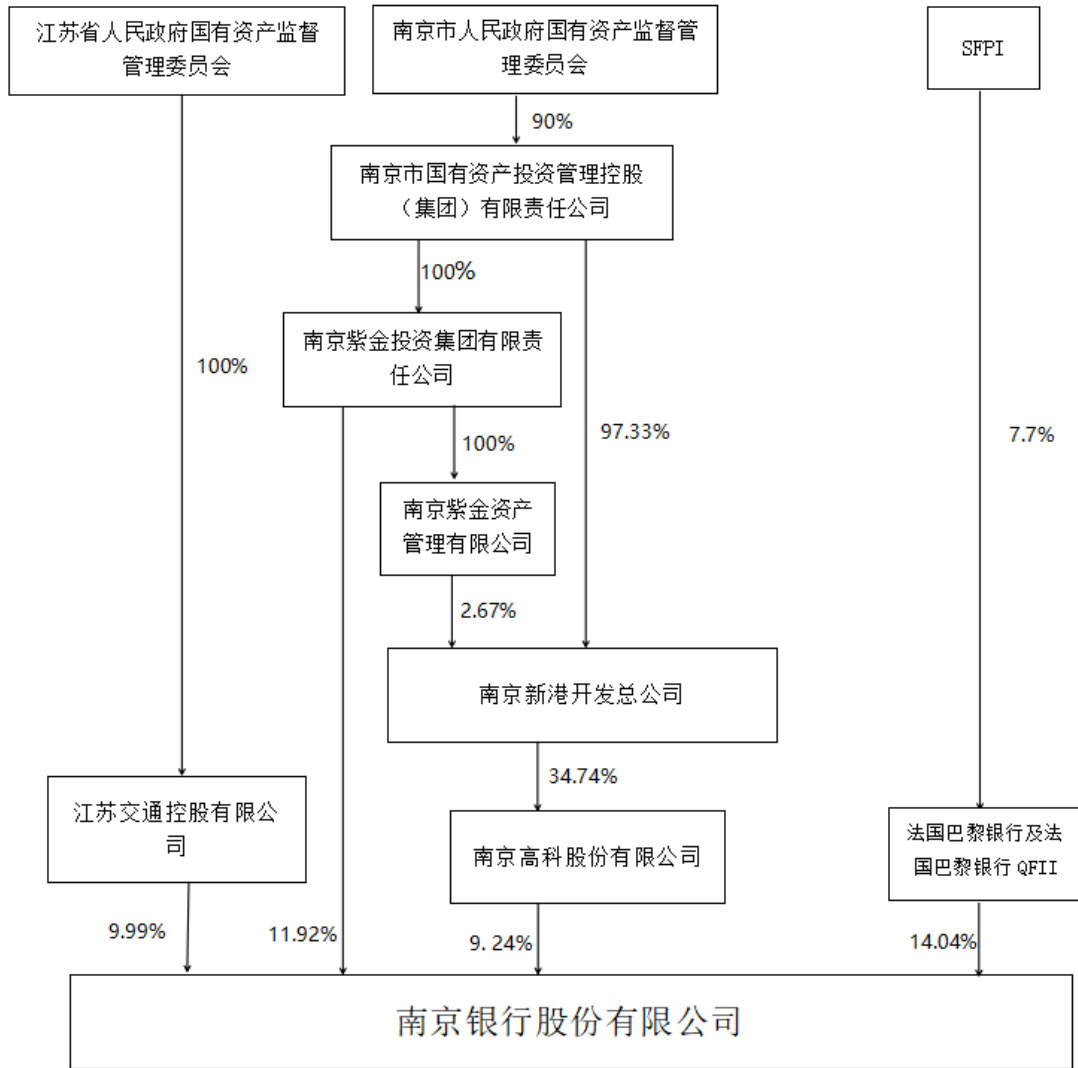 江苏省人民政府国有资产监督
管理委员会
南京市人民政府国有资产监督管
理委员会
SFPI
90%
南京市国有资产投资管理控股
（集团）有限责任公司
100%
南京紫金投资集团有限责
任公司
100%
97.33%
7.7%
100%
南京紫金资产
管理有限公司
2.67%
南京新港开发总公司
34.74%
江苏交通控股有限公
司
南京高科股份有限公司
法国巴黎银行及法
国巴黎银行 QFII
9.99%
11.92%
9. 24%
14.04%
南京银行股份有限公司